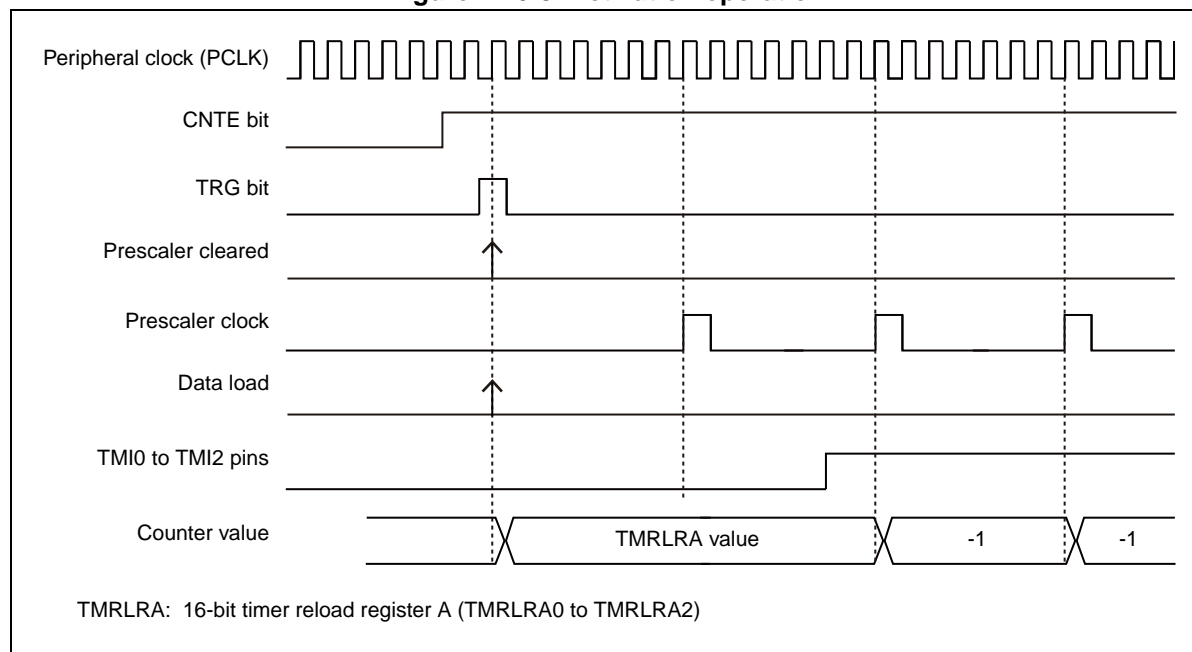 Peripheral clock (PCLK)
CNTE bit
TRG bit
Prescaler cleared
Prescaler clock
Data load
TMI0 to TMI2 pins
Counter value
TMRLRA value
-1
-1
TMRLRA: 16-bit timer reload register A (TMRLRA0 to TMRLRA2)